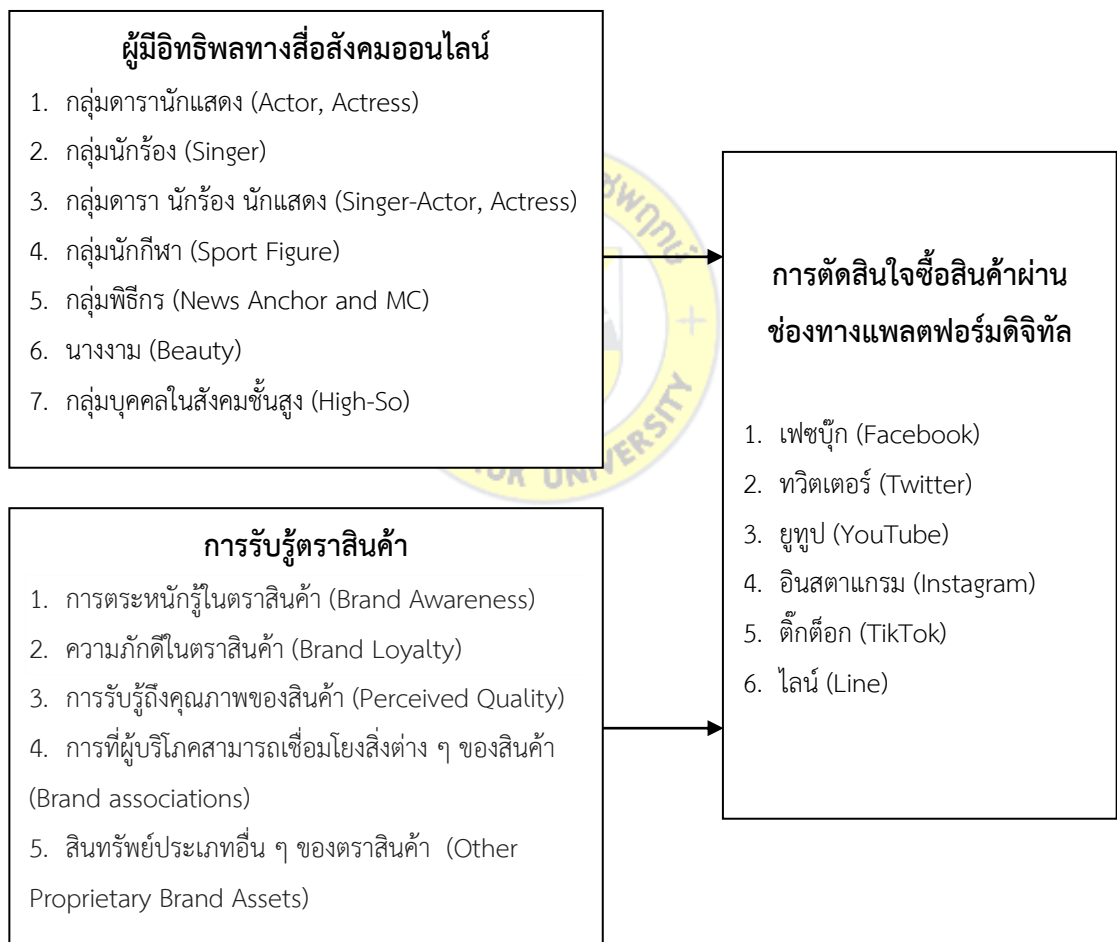 ผู้มีอิทธิพลทางสื่อสังคมออนไลน์
1. กลุ่มดารานักแสดง (Actor, Actress)
2. กลุ่มนักร้อง (Singer)
3. กลุ่มดารา นักร้อง นักแสดง (Singer-Actor, Actress)
4. กลุ่มนักกีฬา (Sport Figure)
5. กลุ่มพิธีกร (News Anchor and MC)
6. นางงาม (Beauty)
7. กลุ่มบุคคลในสังคมชั้นสูง (High-So)
การรับรู้ตราสินค้า
1. การตระหนักรู้ในตราสินค้า (Brand Awareness)
2. ความภักดีในตราสินค้า (Brand Loyalty)
3. การรับรู้ถึงคุณภาพของสินค้า (Perceived Quality)
4. การที่ผู้บริโภคสามารถเชื่อมโยงสิ่งต่าง ๆ ของสินค้า
(Brand associations)
5. สินทรัพย์ประเภทอื่น ๆ ของตราสินค้า (Other
Proprietary Brand Assets)
การตัดสินใจซื้อสินค้าผ่าน
ช่องทางแพลตฟอร์มดิจิทัล
1. เฟซบุ๊ก (Facebook)
2. ทวิตเตอร์ (Twitter)
3. ยูทูป (YouTube)
4. อินสตาแกรม (Instagram)
5. ติ๊กต็อก (TikTok)
6. ไลน์ (Line)
UNIVERSITY